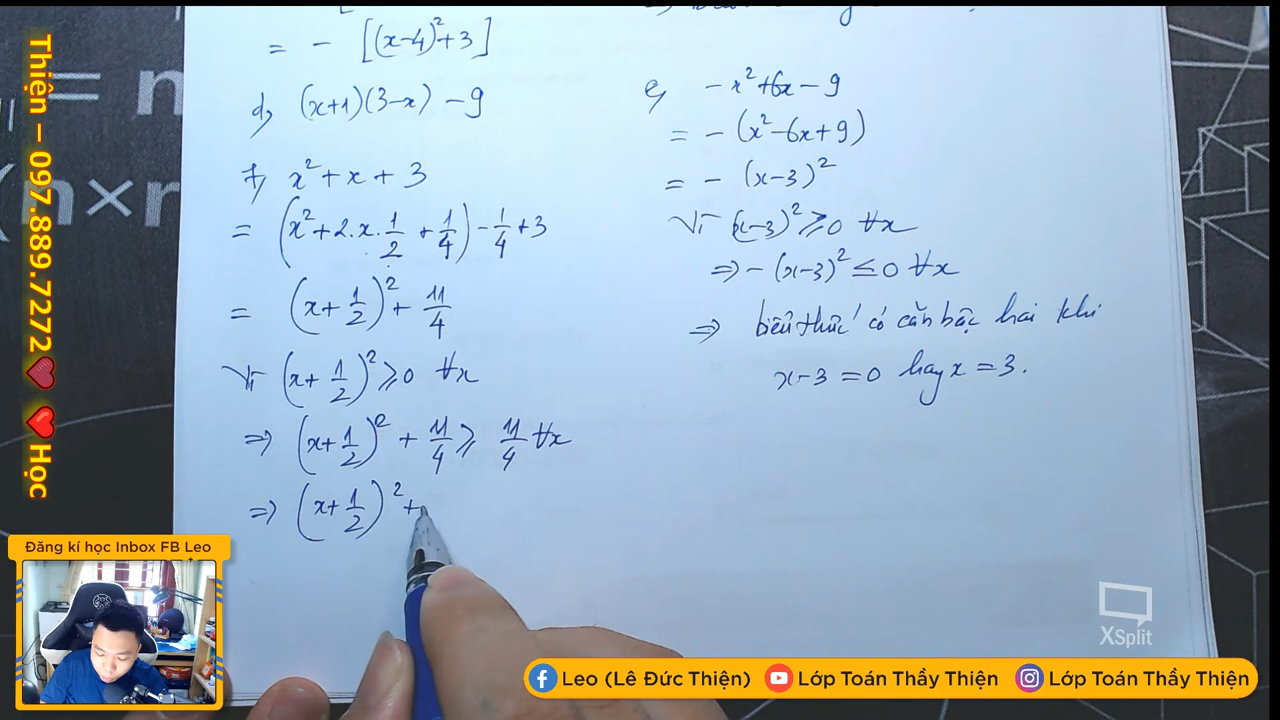 = - [(x-4)²+3]
d, (x+1)(3-x) - 9
f, x² + x + 3
= (x² + 2.x.1/2 + 1/4) - 1/4 + 3
= (x + 1/2)² + 11/4
Vì (x + 1/2)² ≥ 0 ∀x
=> (x + 1/2)² + 11/4 ≥ 11/4 ∀x
=> (x + 1/2)² +
e, -x² + 6x - 9
= - (x² - 6x + 9)
= - (x-3)²
Vì (x-3)² ≥ 0 ∀x
=> - (x-3)² ≤ 0 ∀x
=> biểu thức có căn bậc hai khi
x-3 = 0 hay x = 3.
Thiện – 097.889.7272 ❤ ❤ Học
Đăng kí học Inbox FB Leo
XSplit
Leo (Lê Đức Thiện)
Lớp Toán Thầy Thiện
Lớp Toán Thầy Thiện